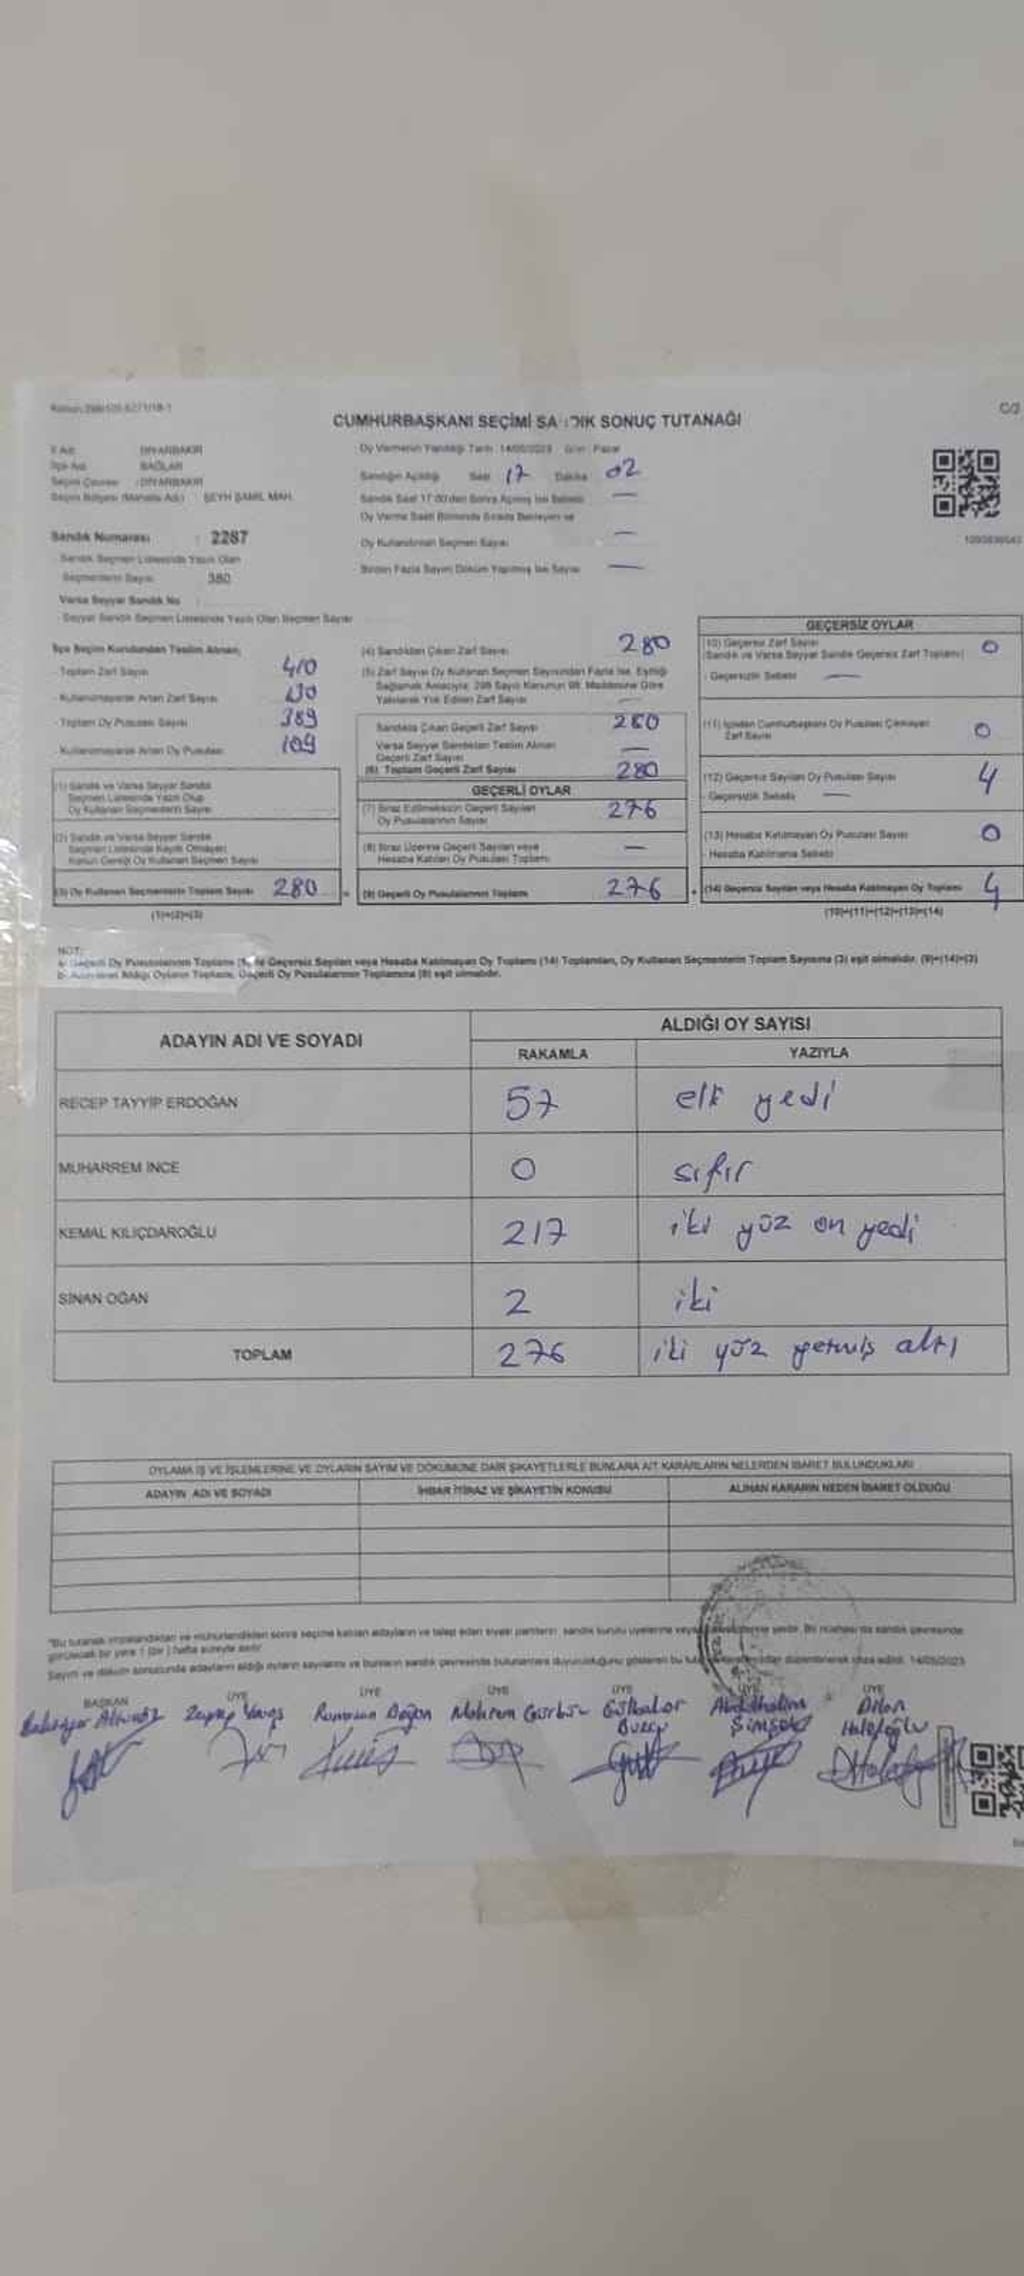 C/2
CUMHURBAŞKANI SEÇİMİ SA DIK SONUÇ TUTANAĞI
İl Adı DİYARBAKIR
İlçe Adı BAĞLAR
Seçim Çevresi : DİYARBAKIR
Seçim Bölgesi (Mahalle Adı) : ŞEYH ŞAMİL MAH.
Oy Vermenin Yapıldığı Tarih : 14/05/2023 Gün : Pazar
Sandığın Açıldığı Saat 17 Dakika 02
Sandık Saat 17.00'den Sonra Açılmış İse Sebebi —
Oy Verme Saati Bitiminde Sırada Bekleyen ve
Oy Kullandırılan Seçmen Sayısı —
Birden Fazla Sayım Döküm Yapılmış İse Sayısı —
Sandık Numarası : 2287
Sandık Seçmen Listesinde Yazılı Olan
Seçmenlerin Sayısı 380
Varsa Seyyar Sandık No
Seyyar Sandık Seçmen Listesinde Yazılı Olan Seçmen Sayısı
İlçe Seçim Kurulundan Teslim Alınan;
Toplam Zarf Sayısı 410
Kullanılmayarak Artan Zarf Sayısı 130
Toplam Oy Pusulası Sayısı 389
Kullanılmayarak Artan Oy Pusulası 109
(1) Sandık ve Varsa Seyyar Sandık
Seçmen Listesinde Yazılı Olup
Oy Kullanan Seçmenlerin Sayısı
(2) Sandık ve Varsa Seyyar Sandık
Seçmen Listesinde Kayıtlı Olmayan
Kanun Gereği Oy Kullanan Seçmen Sayısı
(3) Oy Kullanan Seçmenlerin Toplam Sayısı 280
(1)+(2)=(3)
(4) Sandıktan Çıkan Zarf Sayısı 280
(5) Zarf Sayısı Oy Kullanan Seçmen Sayısından Fazla İse, Eşitliği
Sağlamak Amacıyla; 298 Sayılı Kanunun 98. Maddesine Göre
Yakılarak Yok Edilen Zarf Sayısı —
Sandıkta Çıkan Geçerli Zarf Sayısı 280
Varsa Seyyar Sandıktan Teslim Alınan
Geçerli Zarf Sayısı —
(6) Toplam Geçerli Zarf Sayısı 280
GEÇERLİ OYLAR
(7) İtiraz Edilmeksizin Geçerli Sayılan
Oy Pusulalarının Sayısı 276
(8) İtiraz Üzerine Geçerli Sayılan veya
Hesaba Katılan Oy Pusulası Toplamı —
(9) Geçerli Oy Pusulalarının Toplamı 276
GEÇERSİZ OYLAR
(10) Geçersiz Zarf Sayısı
(Sandık ve Varsa Seyyar Sandık Geçersiz Zarf Toplamı) 0
- Geçersizlik Sebebi —
(11) İçinden Cumhurbaşkanı Oy Pusulası Çıkmayan
Zarf Sayısı 0
(12) Geçersiz Sayılan Oy Pusulası Sayısı 4
- Geçersizlik Sebebi —
(13) Hesaba Katılmayan Oy Pusulası Sayısı 0
- Hesaba Katılmama Sebebi
(14) Geçersiz Sayılan veya Hesaba Katılmayan Oy Toplamı 4
(10)+(11)+(12)+(13)=(14)
NOT:
a- Geçerli Oy Pusulalarının Toplamı ile Geçersiz Sayılan veya Hesaba Katılmayan Oy Toplamı (14) Toplamları, Oy Kullanan Seçmenlerin Toplam Sayısına (3) eşit olmalıdır. (9)+(14)=(3)
b- Adayların Aldığı Oyların Toplamı, Geçerli Oy Pusulalarının Toplamına (9) eşit olmalıdır.
ADAYIN ADI VE SOYADI
ALDIĞI OY SAYISI
RAKAMLA YAZIYLA
RECEP TAYYİP ERDOĞAN 57 elli yedi
MUHARREM İNCE 0 sıfır
KEMAL KILIÇDAROĞLU 217 iki yüz on yedi
SİNAN OĞAN 2 iki
TOPLAM 276 iki yüz yetmiş altı
OYLAMA İŞ VE İŞLEMLERİNE VE OYLARIN SAYIM VE DÖKÜMÜNE DAİR ŞİKAYETLERLE BUNLARA AİT KARARLARIN NELERDEN İBARET BULUNDUKLARI
ADAYIN ADI VE SOYADI İHBAR İTİRAZ VE ŞİKAYETİN KONUSU ALINAN KARARIN NEDEN İBARET OLDUĞU
BAŞKAN ÜYE ÜYE ÜYE ÜYE ÜYE ÜYE
Ramazan Doğan
Şimşek
Dilan